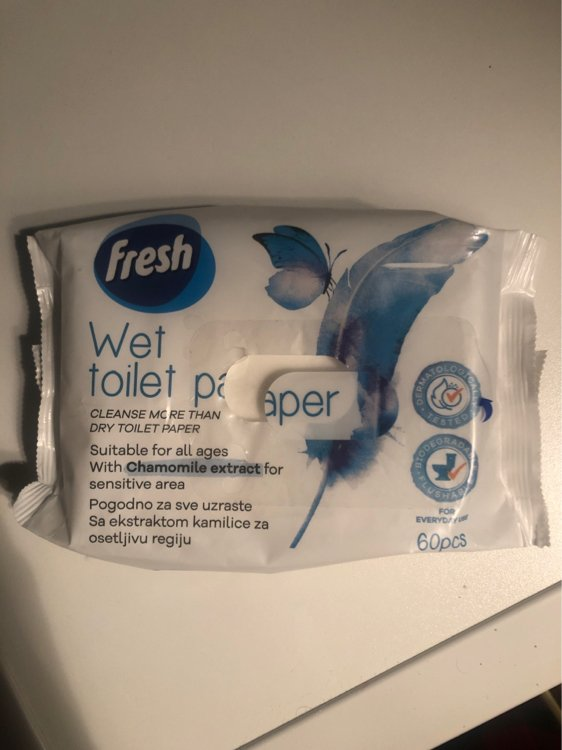 fresh
Wet
toilet pa aper
CLEANSE MORE THAN
DRY TOILET PAPER
Suitable for all ages
With Chamomile extract for
sensitive area
Pogodno za sve uzraste
Sa ekstraktom kamilice za
osetljivu regiju
TESTED
FOR
EVERYDAY
60pcs